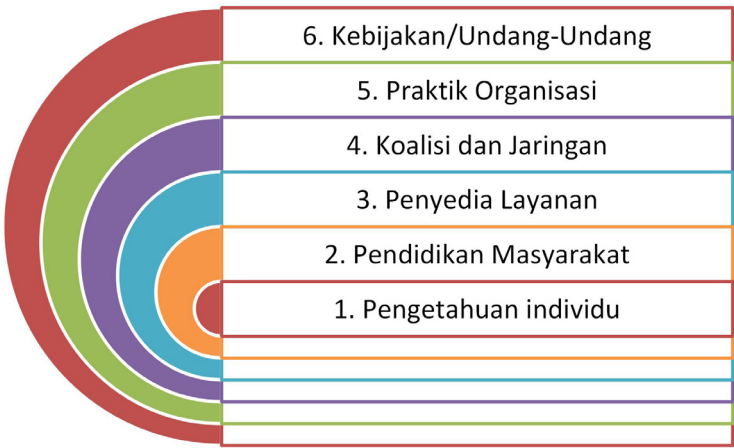 6. Kebijakan/Undang-Undang
5. Praktik Organisasi
4. Koalisi dan Jaringan
3. Penyedia Layanan
2. Pendidikan Masyarakat
1. Pengetahuan individu